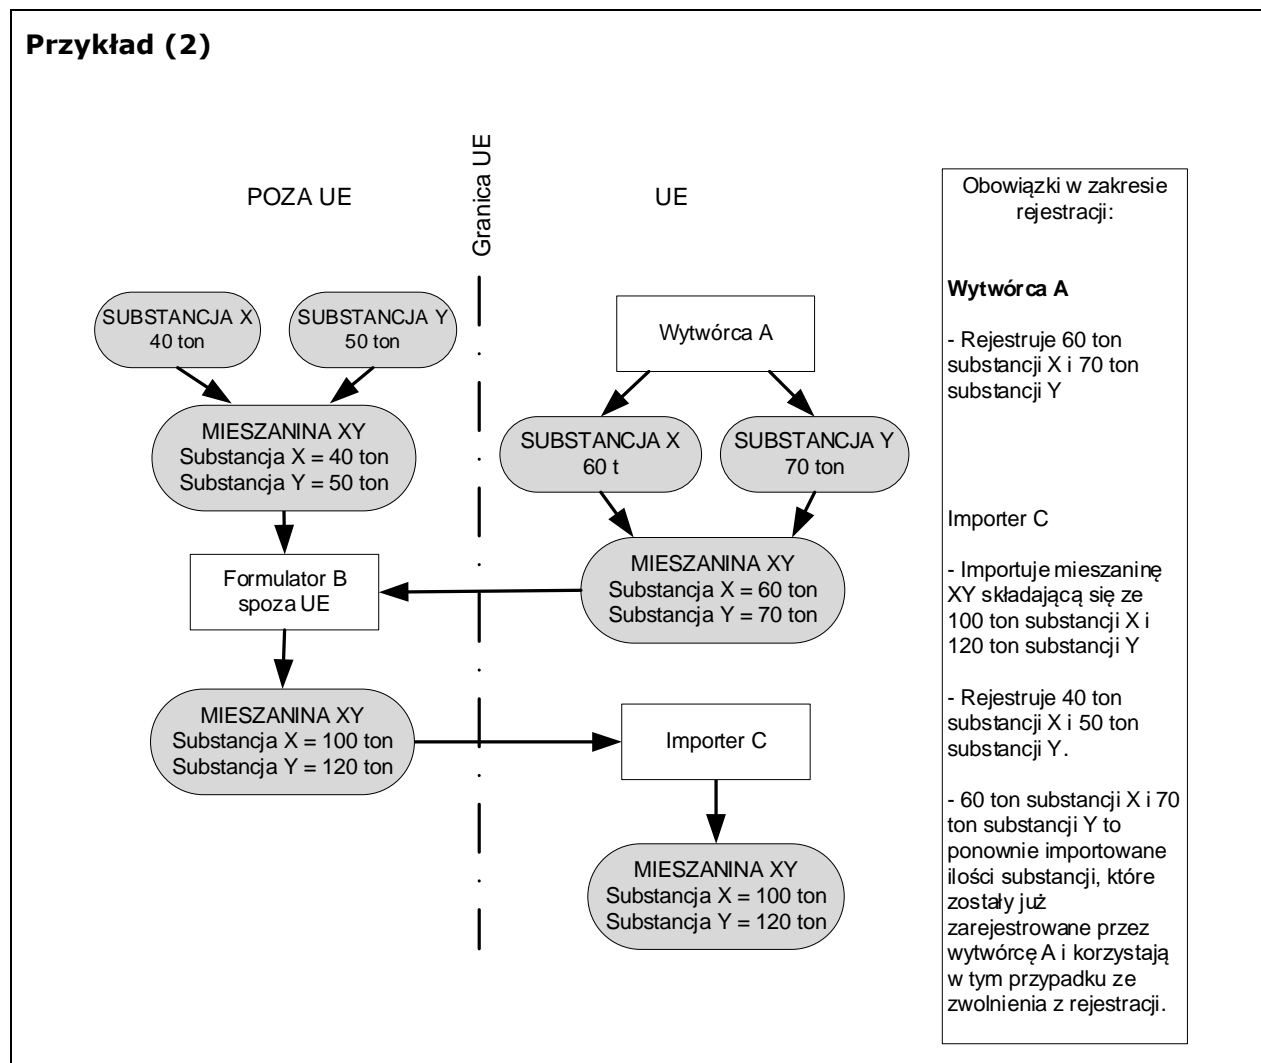 Przykład (2)
POZA UE
Granica UE
UE
SUBSTANCJA X
40 ton
SUBSTANCJA Y
50 ton
MIESZANINA XY
Substancja X = 40 ton
Substancja Y = 50 ton
Formulator B
spoza UE
MIESZANINA XY
Substancja X = 100 ton
Substancja Y = 120 ton
Wytwórca A
SUBSTANCJA X
60 t
SUBSTANCJA Y
70 ton
MIESZANINA XY
Substancja X = 60 ton
Substancja Y = 70 ton
Importer C
MIESZANINA XY
Substancja X = 100 ton
Substancja Y = 120 ton
Obowiązki w zakresie
rejestracji:
Wytwórca A
- Rejestruje 60 ton
substancji X i 70 ton
substancji Y
Importer C
- Importuje mieszaninę
XY składającą się ze
100 ton substancji X i
120 ton substancji Y
- Rejestruje 40 ton
substancji X i 50 ton
substancji Y.
- 60 ton substancji X i 70
ton substancji Y to
ponownie importowane
ilości substancji, które
zostały już
zarejestrowane przez
wytwórcę A i korzystają
w tym przypadku ze
zwolnienia z rejestracji.